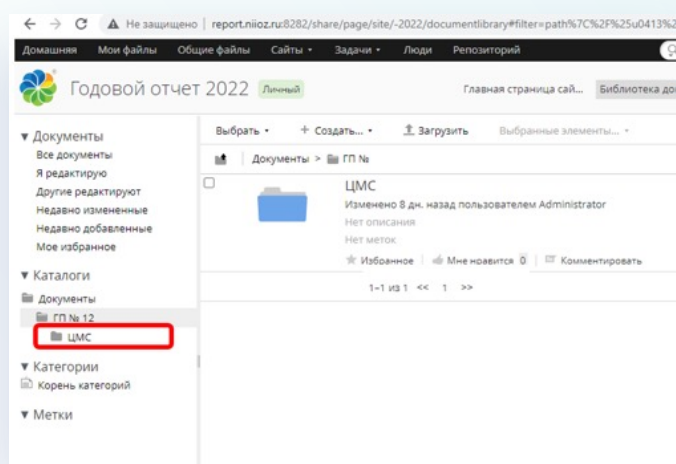 Не защищено | report.niioz.ru:8282/share/page/site/-2022/documentlibrary#filter=path%7C%2F%25u0413%2
Домашняя Мои файлы Общие файлы Сайты Задачи Люди Репозиторий
Годовой отчет 2022 Личный Главная страница сай... Библиотека до
Документы
Все документы
Я редактирую
Другие редактируют
Недавно измененные
Недавно добавленные
Мое избранное
Каталоги
Документы
ГП № 12
ЦМС
Категории
Корень категорий
Метки
Выбрать + Создать... Загрузить Выбранные элементы...
Документы > ГП №
ЦМС
Изменено 8 дн. назад пользователем Administrator
Нет описания
Нет меток
Избранное Мне нравится 0 Комментировать
1–1 из 1 << 1 >>